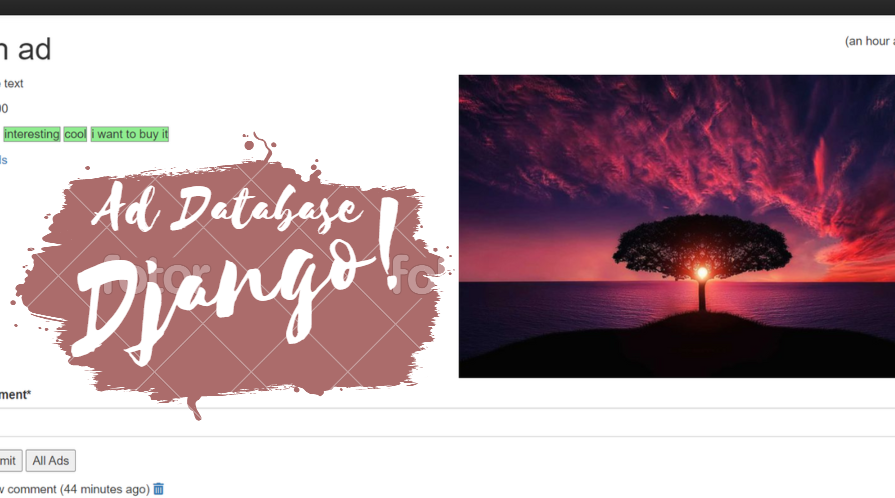 n ad
(an hour a
text
00
interesting cool i want to buy it
ls
Ad Database
fotor
Django!
fo
ment*
mit All Ads
w comment (44 minutes ago)